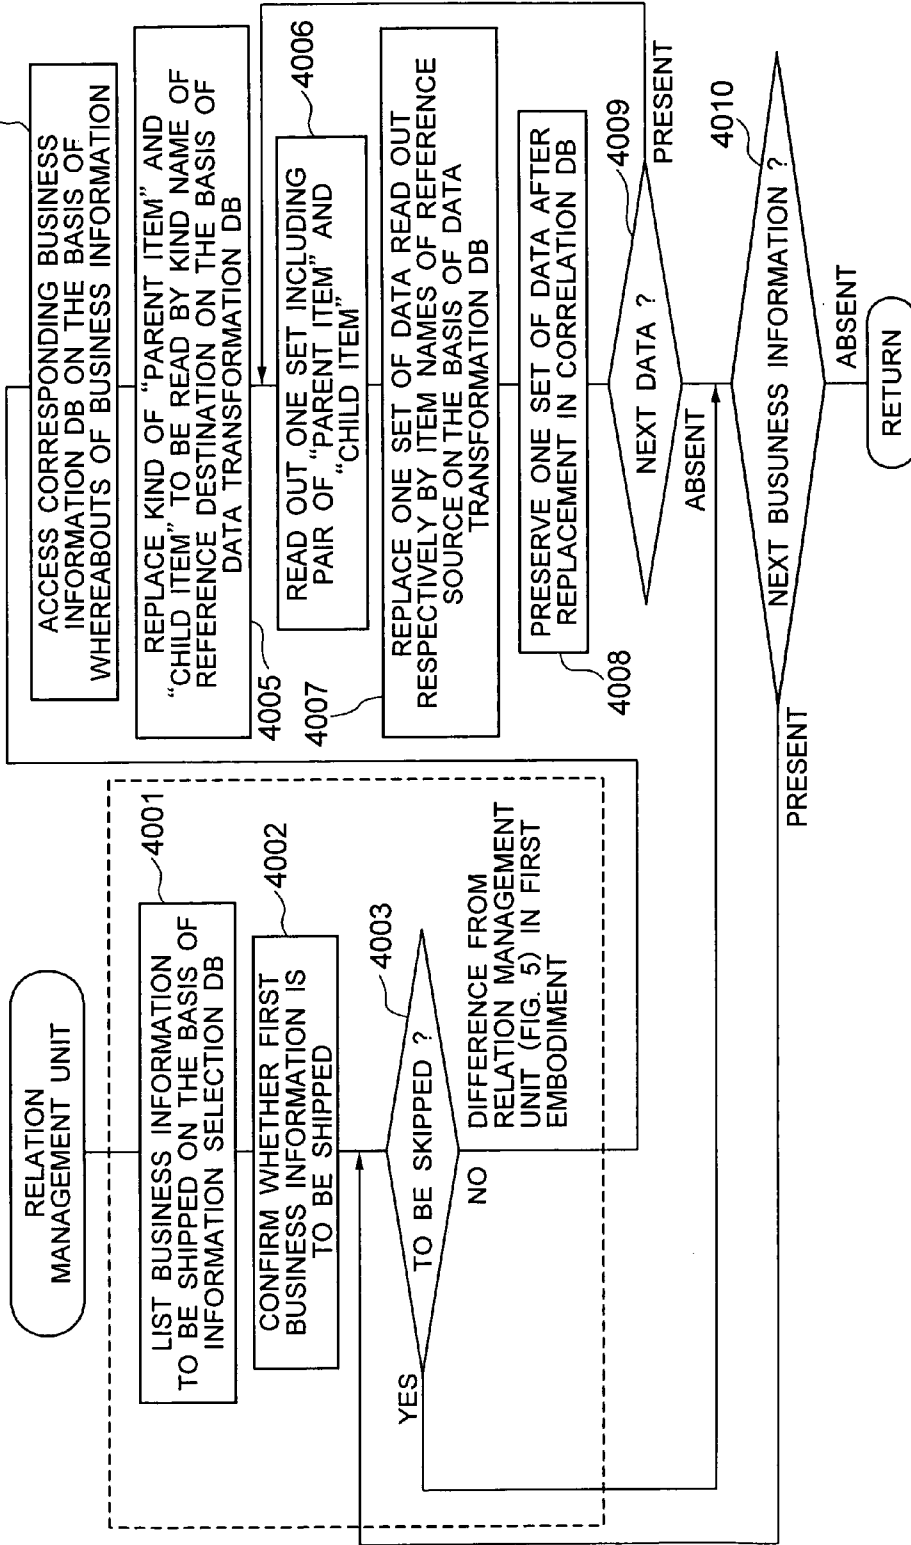 RELATION
MANAGEMENT UNIT
4001
LIST BUSINESS INFORMATION
TO BE SHIPPED ON THE BASIS OF
INFORMATION SELECTION DB
4002
CONFIRM WHETHER FIRST
BUSINESS INFORMATION IS
TO BE SHIPPED
4003
TO BE SKIPPED ?
YES
NO
DIFFERENCE FROM
RELATION MANAGEMENT
UNIT (FIG. 5) IN FIRST
EMBODIMENT
ACCESS CORRESPONDING BUSINESS
INFORMATION DB ON THE BASIS OF
WHEREABOUTS OF BUSINESS INFORMATION
REPLACE KIND OF "PARENT ITEM" AND
"CHILD ITEM" TO BE READ BY KIND NAME OF
REFERENCE DESTINATION ON THE BASIS OF
DATA TRANSFORMATION DB
4005
4006
READ OUT ONE SET INCLUDING
PAIR OF "PARENT ITEM" AND
"CHILD ITEM"
4007
REPLACE ONE SET OF DATA READ OUT
RESPECTIVELY BY ITEM NAMES OF REFERENCE
SOURCE ON THE BASIS OF DATA
TRANSFORMATION DB
PRESERVE ONE SET OF DATA AFTER
REPLACEMENT IN CORRELATION DB
4008
4009
NEXT DATA ?
PRESENT
ABSENT
4010
NEXT BUSUNESS INFORMATION ?
PRESENT
ABSENT
RETURN